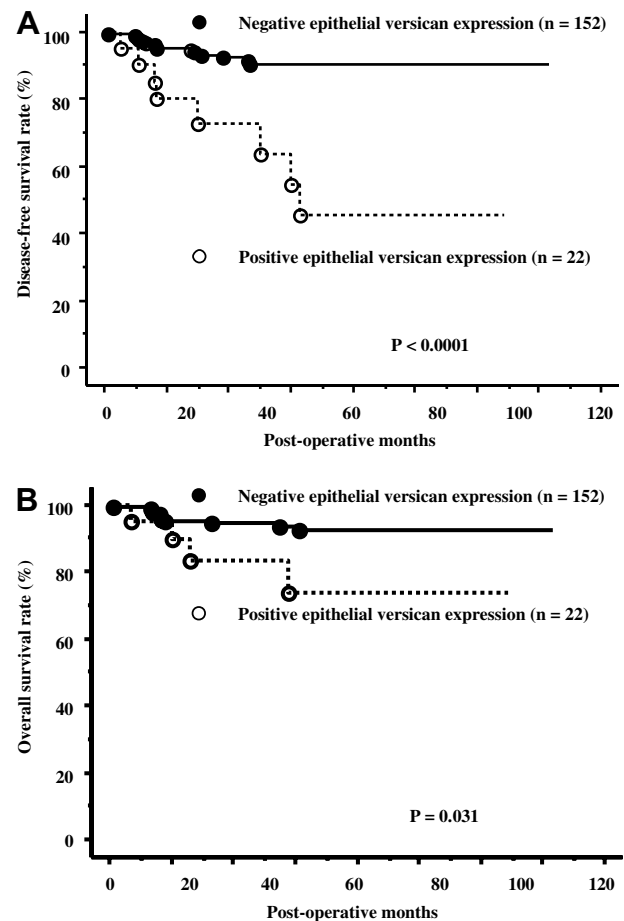 A
Negative epithelial versican expression (n = 152)
100
80
60
40
20
0
Disease-free survival rate (%)
Positive epithelial versican expression (n = 22)
P < 0.0001
0 20 40 60 80 100 120
Post-operative months
B
Negative epithelial versican expression (n = 152)
100
80
60
40
20
0
Overall survival rate (%)
Positive epithelial versican expression (n = 22)
P = 0.031
0 20 40 60 80 100 120
Post-operative months